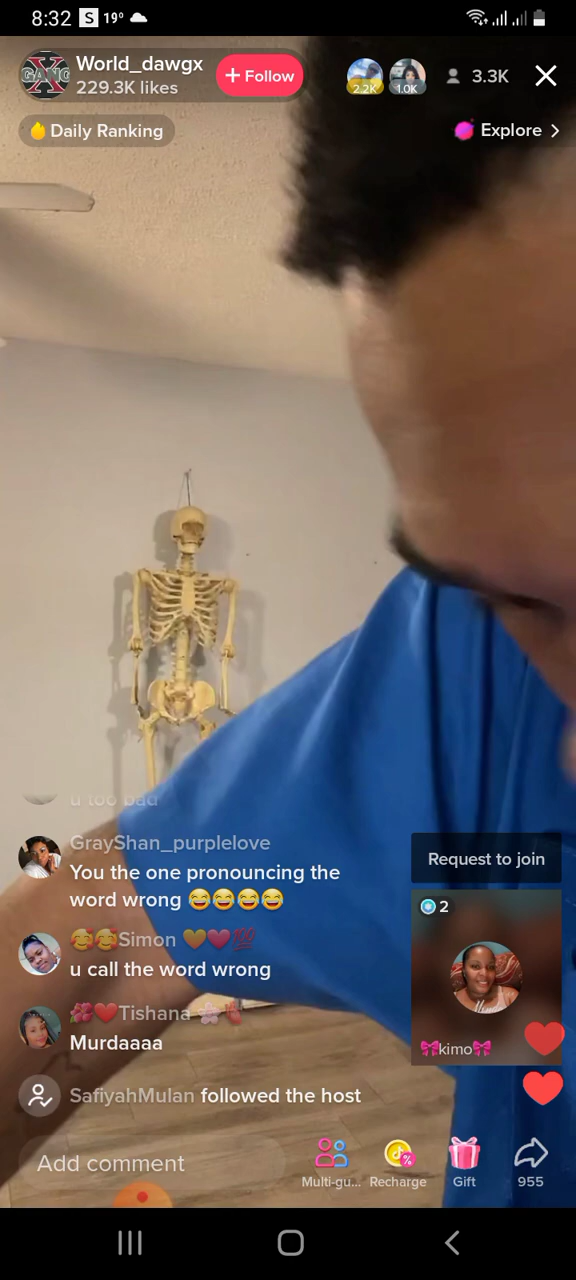 8:32 S 19°
World_dawgx
229.3K likes
+ Follow
2.2K
1.0K
3.3K
Daily Ranking
Explore
GANG
X
u too bad
GrayShan_purplelove
You the one pronouncing the
word wrong 😂😂😂😂
🥰🥰Simon 🤎❤️💯
u call the word wrong
🌺❤️Tishana🌸
Murdaaaa
SafiyahMulan followed the host
Request to join
2
🎀kimo🎀
Add comment
Multi-gu...
Recharge
Gift
955